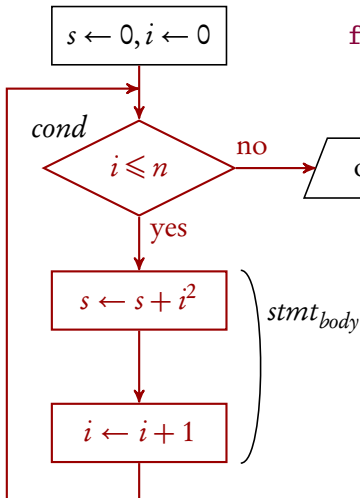 s ← 0, i ← 0
f
cond
i ⩽ n
no
yes
s ← s + i²
stmt_body
i ← i + 1